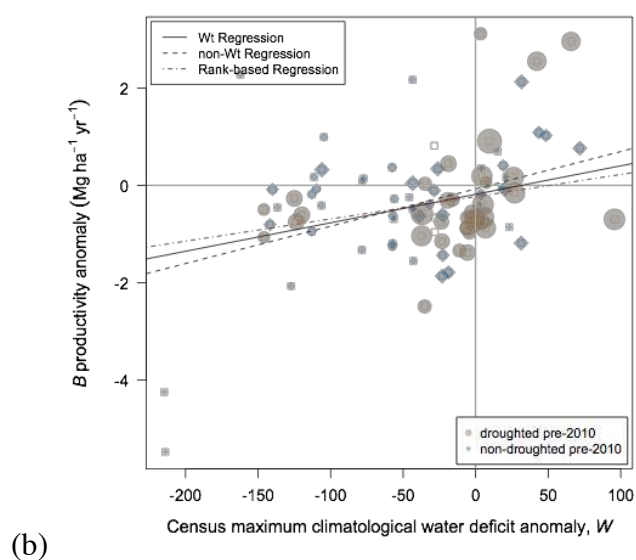 Wt Regression
non-Wt Regression
Rank-based Regression
2
0
-2
-4
B productivity anomaly (Mg ha⁻¹ yr⁻¹)
droughted pre-2010
non-droughted pre-2010
-200 -150 -100 -50 0 50 100
Census maximum climatological water deficit anomaly, W
(b)